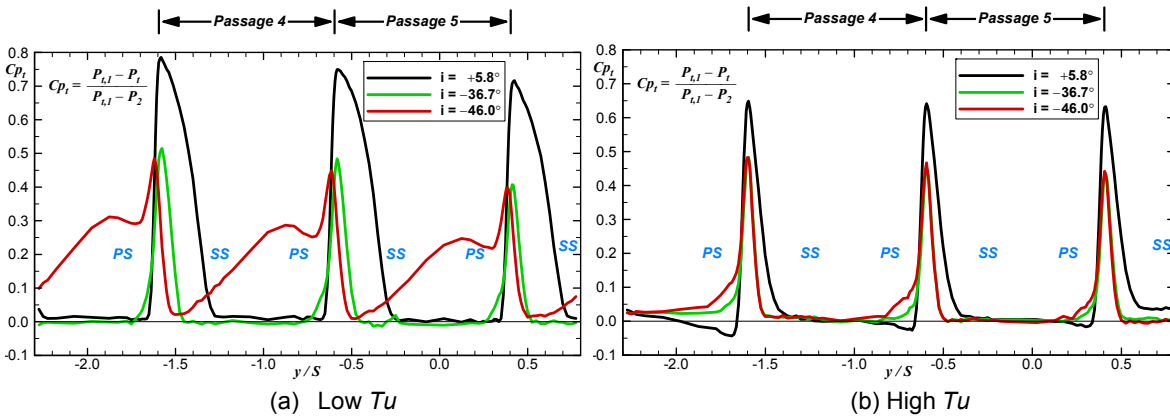 Passage 4 Passage 5
0.8
Cp_t
0.7
0.6
0.5
0.4
0.3
0.2
0.1
0.0
-0.1
Cp_t = (P_{t,1} – P_t) / (P_{t,1} – P_2)
i = +5.8°
i = –36.7°
i = –46.0°
PS SS PS SS PS SS
-2.0 -1.5 -1.0 -0.5 0.0 0.5
y / S
(a) Low Tu
Passage 4 Passage 5
0.8
Cp_t
0.7
0.6
0.5
0.4
0.3
0.2
0.1
0.0
-0.1
Cp_t = (P_{t,1} – P_t) / (P_{t,1} – P_2)
i = +5.8°
i = –36.7°
i = –46.0°
PS SS PS SS PS SS
-2.0 -1.5 -1.0 -0.5 0.0 0.5
y / S
(b) High Tu